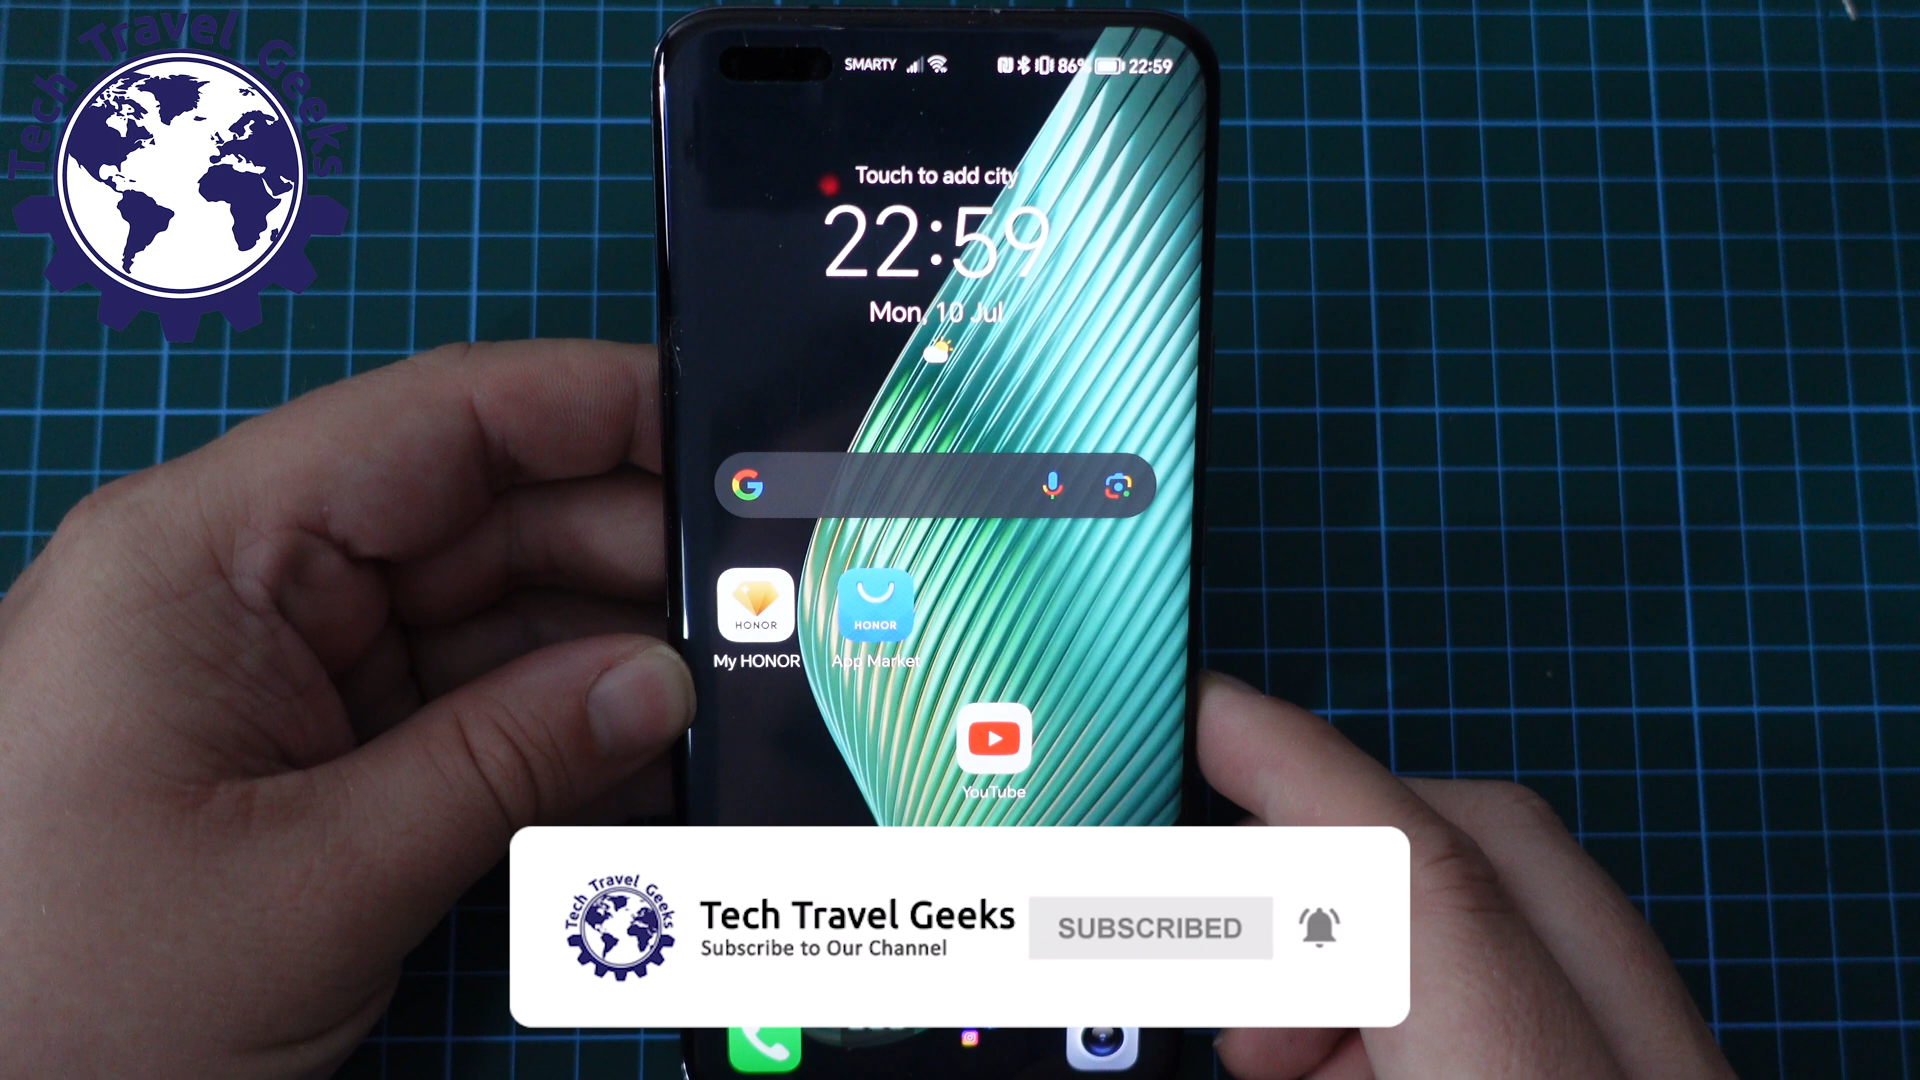 Tech Travel Geeks
SMARTY
86%
22:59
Touch to add city
22:59
Mon, 10 Jul
HONOR
HONOR
My HONOR
App Market
YouTube
Tech Travel Geeks
Tech Travel Geeks
Subscribe to Our Channel
SUBSCRIBED